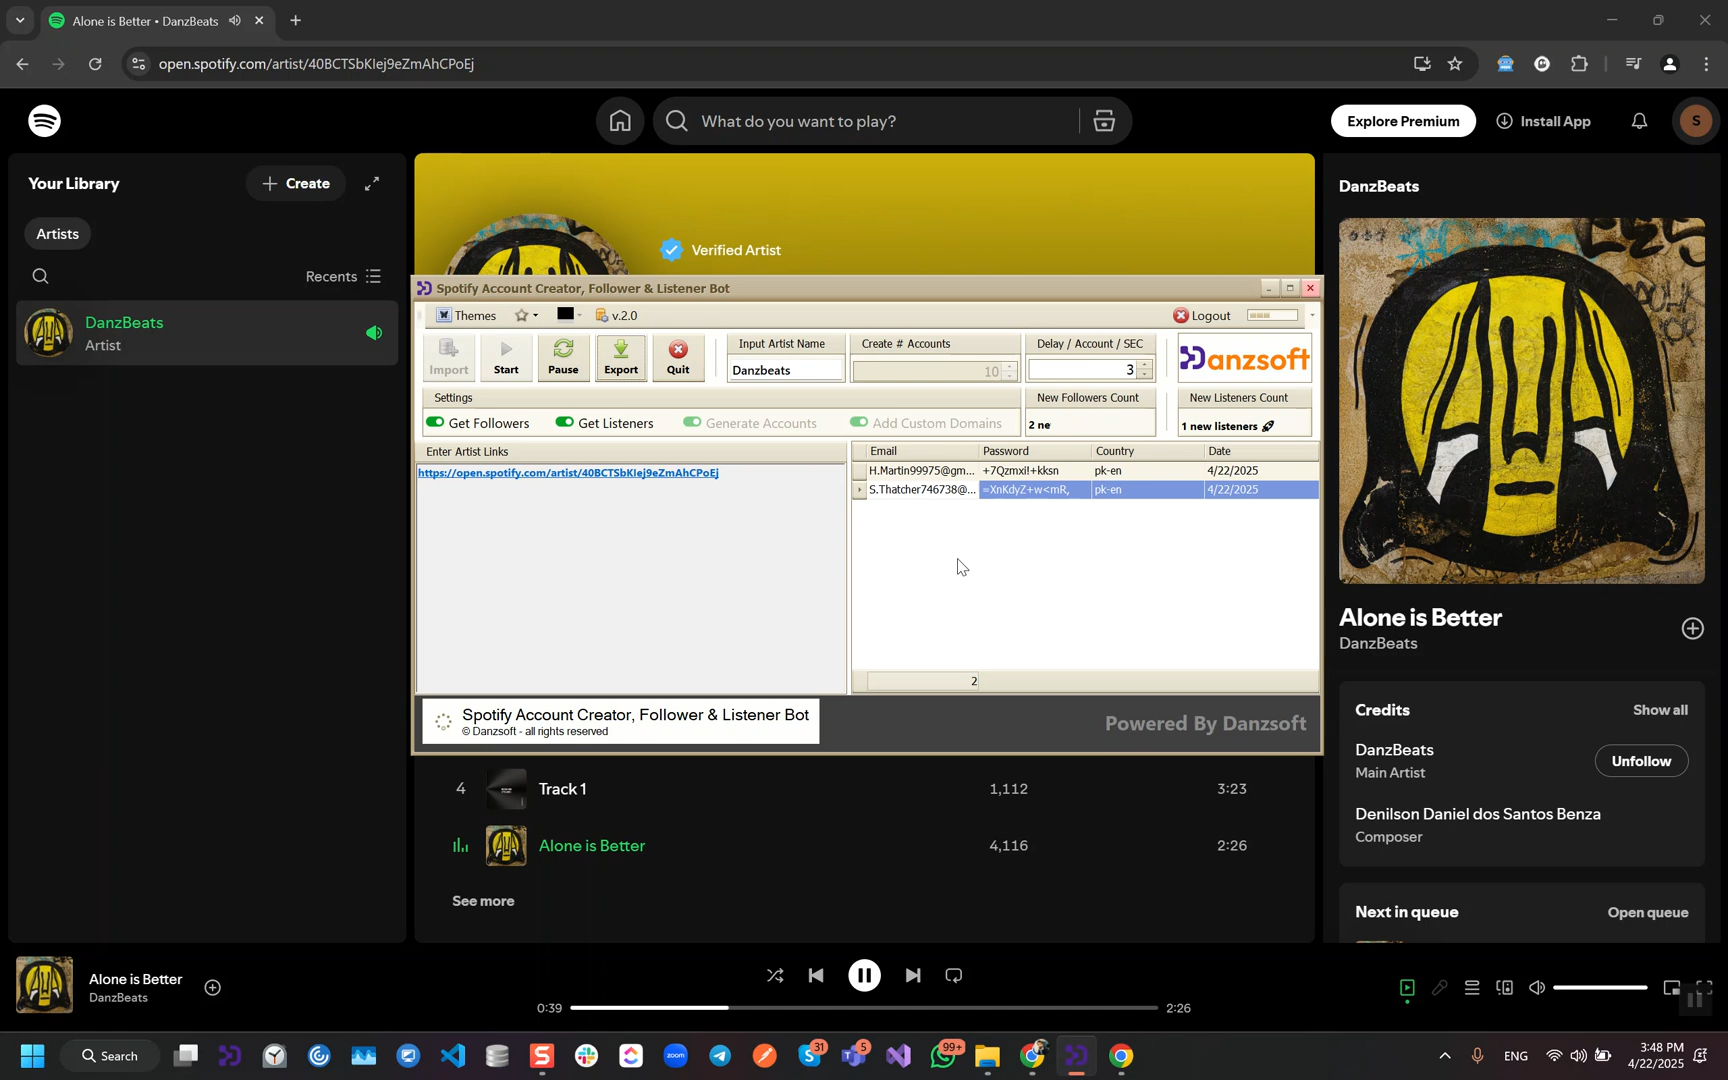 Alone is Better • DanzBeats
open.spotify.com/artist/40BCTSbKIej9eZmAhCPoEj
What do you want to play?
Explore Premium
Install App
S
Your Library
Create
Artists
Recents
DanzBeats
Artist
Verified Artist
Spotify Account Creator, Follower & Listener Bot
Themes
v.2.0
Logout
Import
Start
Pause
Export
Quit
Input Artist Name
Danzbeats
Create # Accounts
10
Delay / Account / SEC
3
Danzsoft
Settings
Get Followers
Get Listeners
Generate Accounts
Add Custom Domains
New Followers Count
2 ne
New Listeners Count
1 new listeners
Enter Artist Links
https://open.spotify.com/artist/40BCTSbKIej9eZmAhCPoEj
Email Password Country Date
H.Martin99975@gm... +7Qzmxi!+kksn pk-en 4/22/2025
S.Thatcher746738@... =XnKdyZ+w<mR, pk-en 4/22/2025
2
Spotify Account Creator, Follower & Listener Bot
© Danzsoft - all rights reserved
Powered By Danzsoft
4 Track 1 1,112 3:23
Alone is Better 4,116 2:26
See more
DanzBeats
Alone is Better
DanzBeats
Credits
Show all
DanzBeats
Main Artist
Unfollow
Denilson Daniel dos Santos Benza
Composer
Next in queue
Open queue
Alone is Better
DanzBeats
0:39
2:26
Search
zoom
31
5
99+
ENG
3:48 PM
4/22/2025